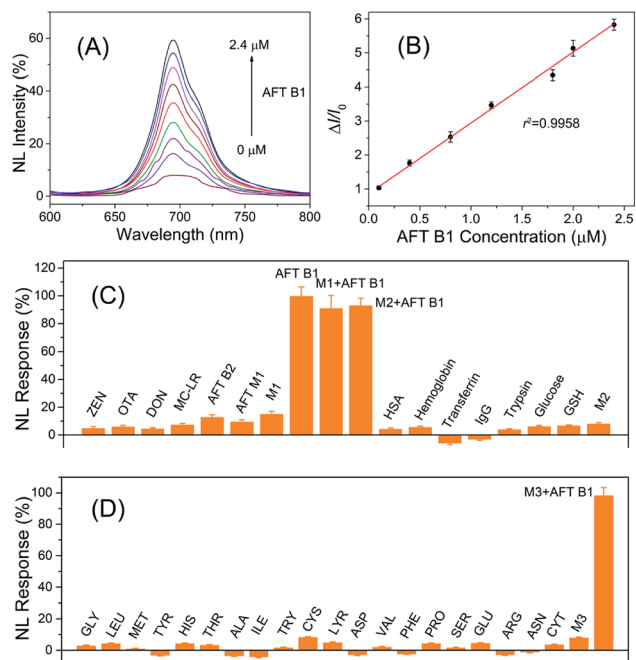 (A)
2.4 μM
AFT B1
0 μM
NL Intensity (%)
60
40
20
0
600
650
700
750
800
Wavelength (nm)
(B)
r²=0.9958
ΔI/I₀
6
5
4
3
2
1
0.0
0.5
1.0
1.5
2.0
2.5
AFT B1 Concentration (μM)
(C)
NL Response (%)
120
100
80
60
40
20
0
ZEN
OTA
DON
MC-LR
AFT B2
AFT M1
M1
AFT B1
M1+AFT B1
M2+AFT B1
HSA
Hemoglobin
Transferrin
IgG
Trypsin
Glucose
GSH
M2
(D)
NL Response (%)
100
80
60
40
20
0
GLY
LEU
MET
TYR
HIS
THR
ALA
ILE
TRY
CYS
LYR
ASP
VAL
PHE
PRO
SER
GLU
ARG
ASN
CYT
M3
M3+AFT B1